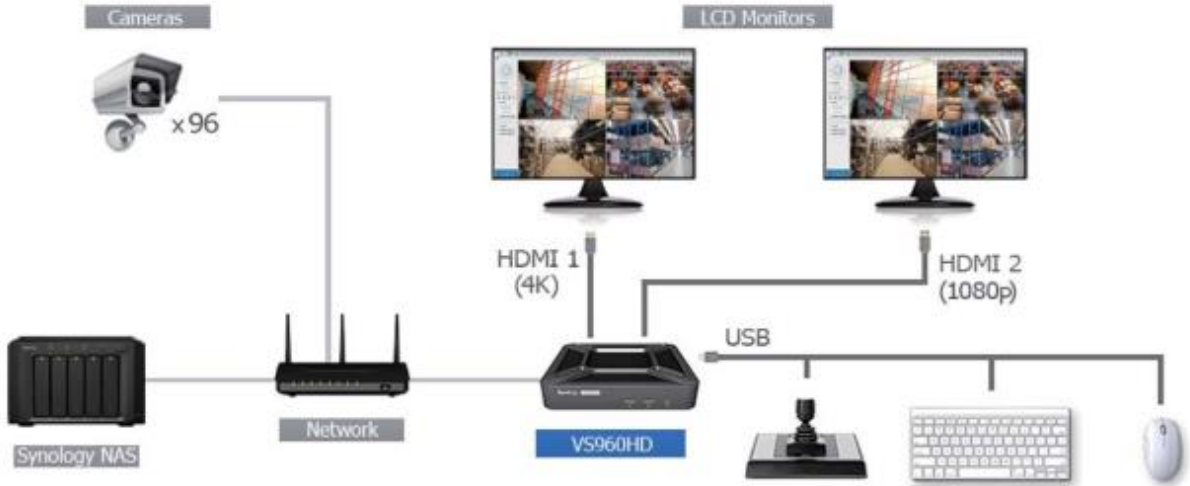 Cameras
LCD Monitors
x96
HDMI 1
(4K)
HDMI 2
(1080p)
USB
Network
VS960HD
Synology NAS